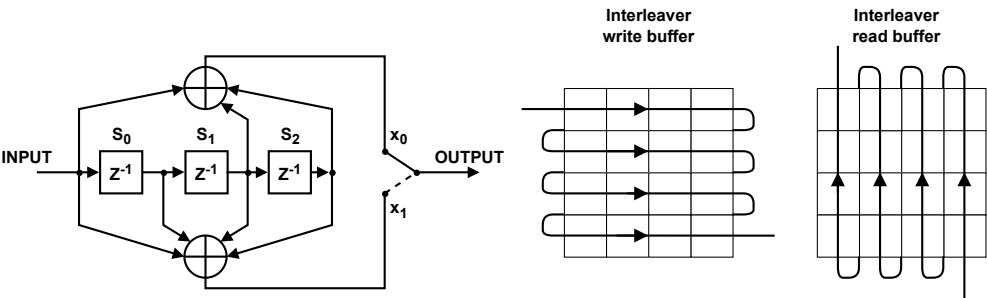 Interleaver
write buffer
Interleaver
read buffer
S0
S1
S2
x0
INPUT
Z-1
Z-1
Z-1
OUTPUT
x1